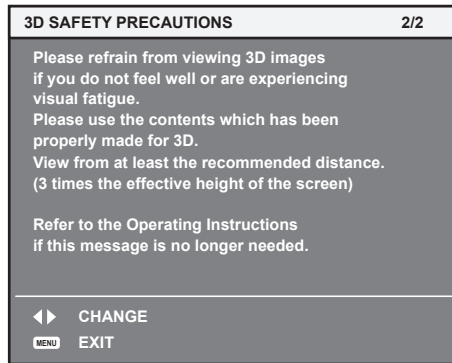 3D SAFETY PRECAUTIONS 2/2
Please refrain from viewing 3D images
if you do not feel well or are experiencing
visual fatigue.
Please use the contents which has been
properly made for 3D.
View from at least the recommended distance.
(3 times the effective height of the screen)
Refer to the Operating Instructions
if this message is no longer needed.
CHANGE
MENU EXIT